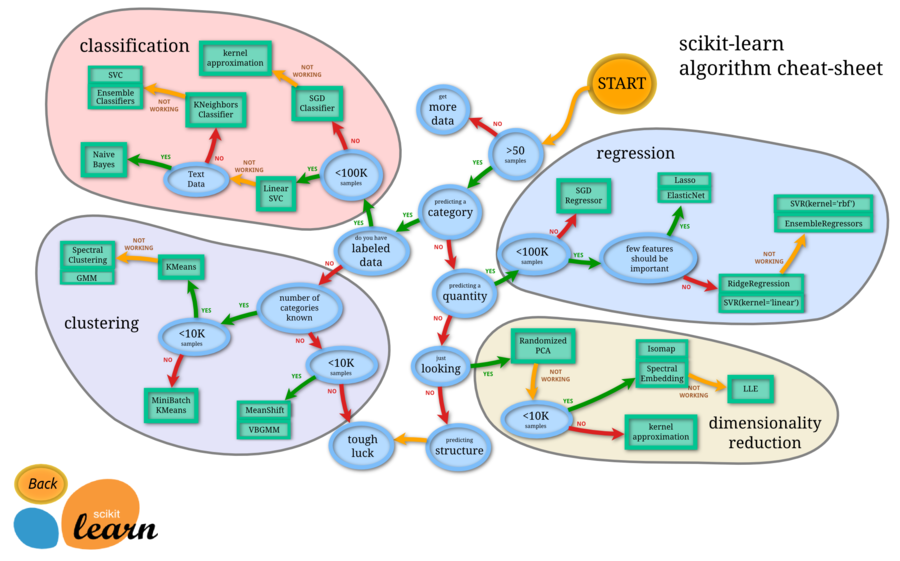 scikit-learn
algorithm cheat-sheet
START
classification
kernel
approximation
NOT
WORKING
SVC
Ensemble
Classifiers
NOT
WORKING
KNeighbors
Classifier
SGD
Classifier
NO
NO
Naive
Bayes
YES
Text
Data
NOT
WORKING
Linear
SVC
YES
<100K
samples
YES
get
more
data
NO
>50
samples
YES
predicting a
category
YES
NO
do you have
labeled
data
NO
predicting a
quantity
YES
NO
just
looking
YES
NO
predicting
structure
tough
luck
regression
SGD
Regressor
NO
<100K
samples
YES
Lasso
ElasticNet
YES
few features
should be
important
NO
SVR(kernel='rbf')
EnsembleRegressors
NOT
WORKING
RidgeRegression
SVR(kernel='linear')
clustering
Spectral
Clustering
GMM
NOT
WORKING
KMeans
YES
<10K
samples
YES
number of
categories
known
NO
NO
MiniBatch
KMeans
<10K
samples
YES
NO
MeanShift
VBGMM
dimensionality
reduction
Randomized
PCA
NOT
WORKING
<10K
samples
YES
NO
Isomap
Spectral
Embedding
NOT
WORKING
LLE
kernel
approximation
Back
scikit
learn